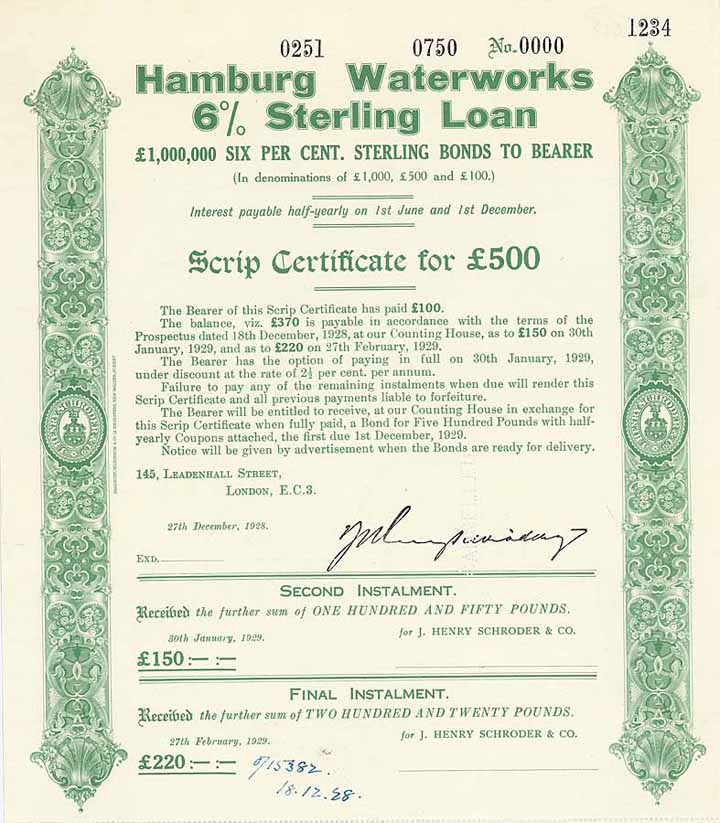 1234
0251 0750 No. 0000
Hamburg Waterworks
6% Sterling Loan
£1,000,000 SIX PER CENT. STERLING BONDS TO BEARER
(In denominations of £1,000, £500 and £100.)
Interest payable half-yearly on 1st June and 1st December.
Scrip Certificate for £500
The Bearer of this Scrip Certificate has paid £100.
The balance, viz. £370 is payable in accordance with the terms of the
Prospectus dated 18th December, 1928, at our Counting House, as to £150 on 30th
January, 1929, and as to £220 on 27th February, 1929.
The Bearer has the option of paying in full on 30th January, 1929,
under discount at the rate of 2½ per cent. per annum.
Failure to pay any of the remaining instalments when due will render this
Scrip Certificate and all previous payments liable to forfeiture.
The Bearer will be entitled to receive, at our Counting House in exchange for
this Scrip Certificate when fully paid, a Bond for Five Hundred Pounds with half-
yearly Coupons attached, the first due 1st December, 1929.
Notice will be given by advertisement when the Bonds are ready for delivery.
145, LEADENHALL STREET,
LONDON, E.C.3.
27th December, 1928.
EXD.
SECOND INSTALMENT.
Received the further sum of ONE HUNDRED AND FIFTY POUNDS.
30th January, 1929.
for J. HENRY SCHRODER & CO.
£150 :— :—
FINAL INSTALMENT.
Received the further sum of TWO HUNDRED AND TWENTY POUNDS.
27th February, 1929.
for J. HENRY SCHRODER & CO.
£220 :— :—
15382
18.12.28.